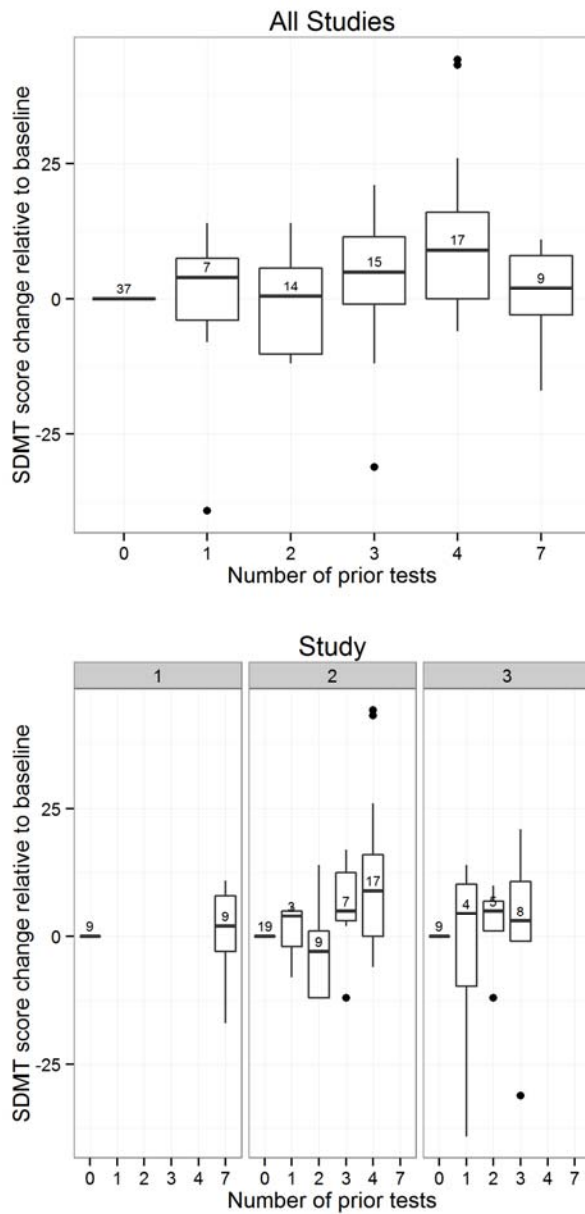 All Studies
SDMT score change relative to baseline
25
0
-25
37
7
14
15
17
9
0 1 2 3 4 7
Number of prior tests
Study
1 2 3
SDMT score change relative to baseline
25
0
-25
9
9
19
3
9
7
17
9
4
5
8
0 1 2 3 4 7 0 1 2 3 4 7 0 1 2 3 4 7
Number of prior tests